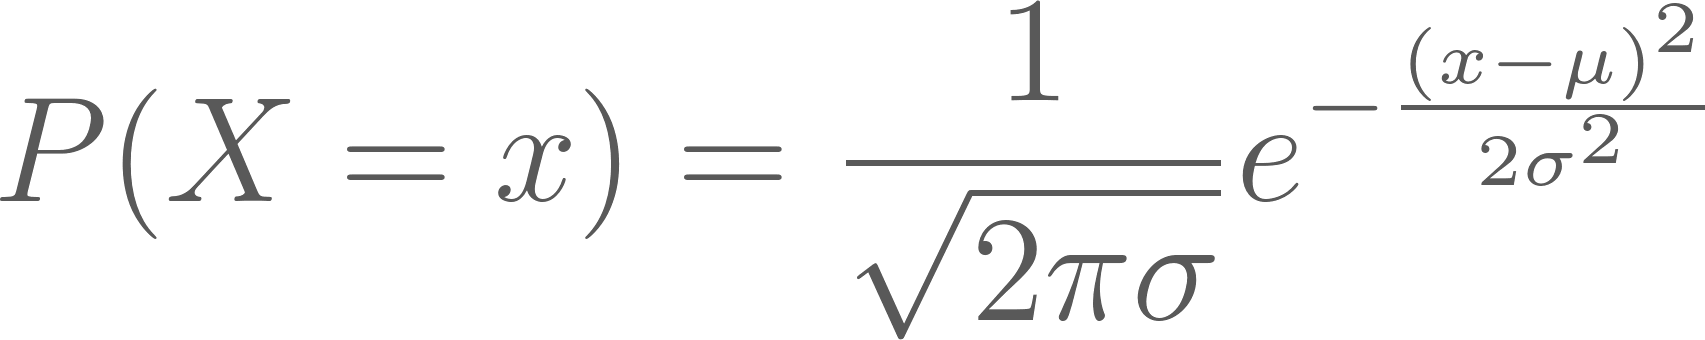 P(X = x) = \frac{1}{\sqrt{2\pi\sigma}} e^{-\frac{(x-\mu)^2}{2\sigma^2}}